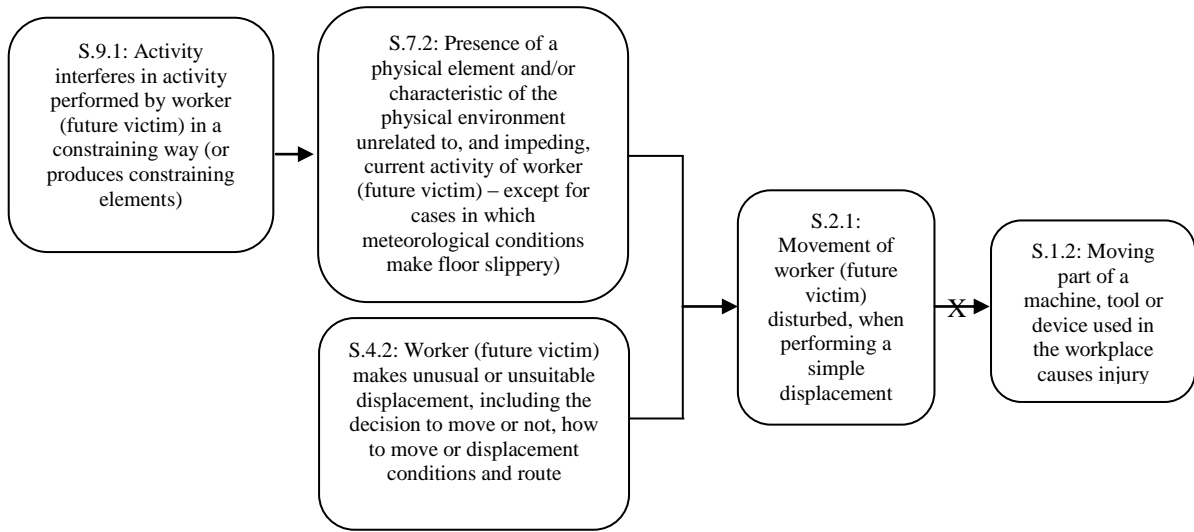 S.9.1: Activity
interferes in activity
performed by worker
(future victim) in a
constraining way (or
produces constraining
elements)
S.7.2: Presence of a
physical element and/or
characteristic of the
physical environment
unrelated to, and impeding,
current activity of worker
(future victim) – except for
cases in which
meteorological conditions
make floor slippery)
S.4.2: Worker (future victim)
makes unusual or unsuitable
displacement, including the
decision to move or not, how
to move or displacement
conditions and route
S.2.1:
Movement of
worker (future
victim)
disturbed, when
performing a
simple
displacement
X
S.1.2: Moving
part of a
machine, tool or
device used in
the workplace
causes injury